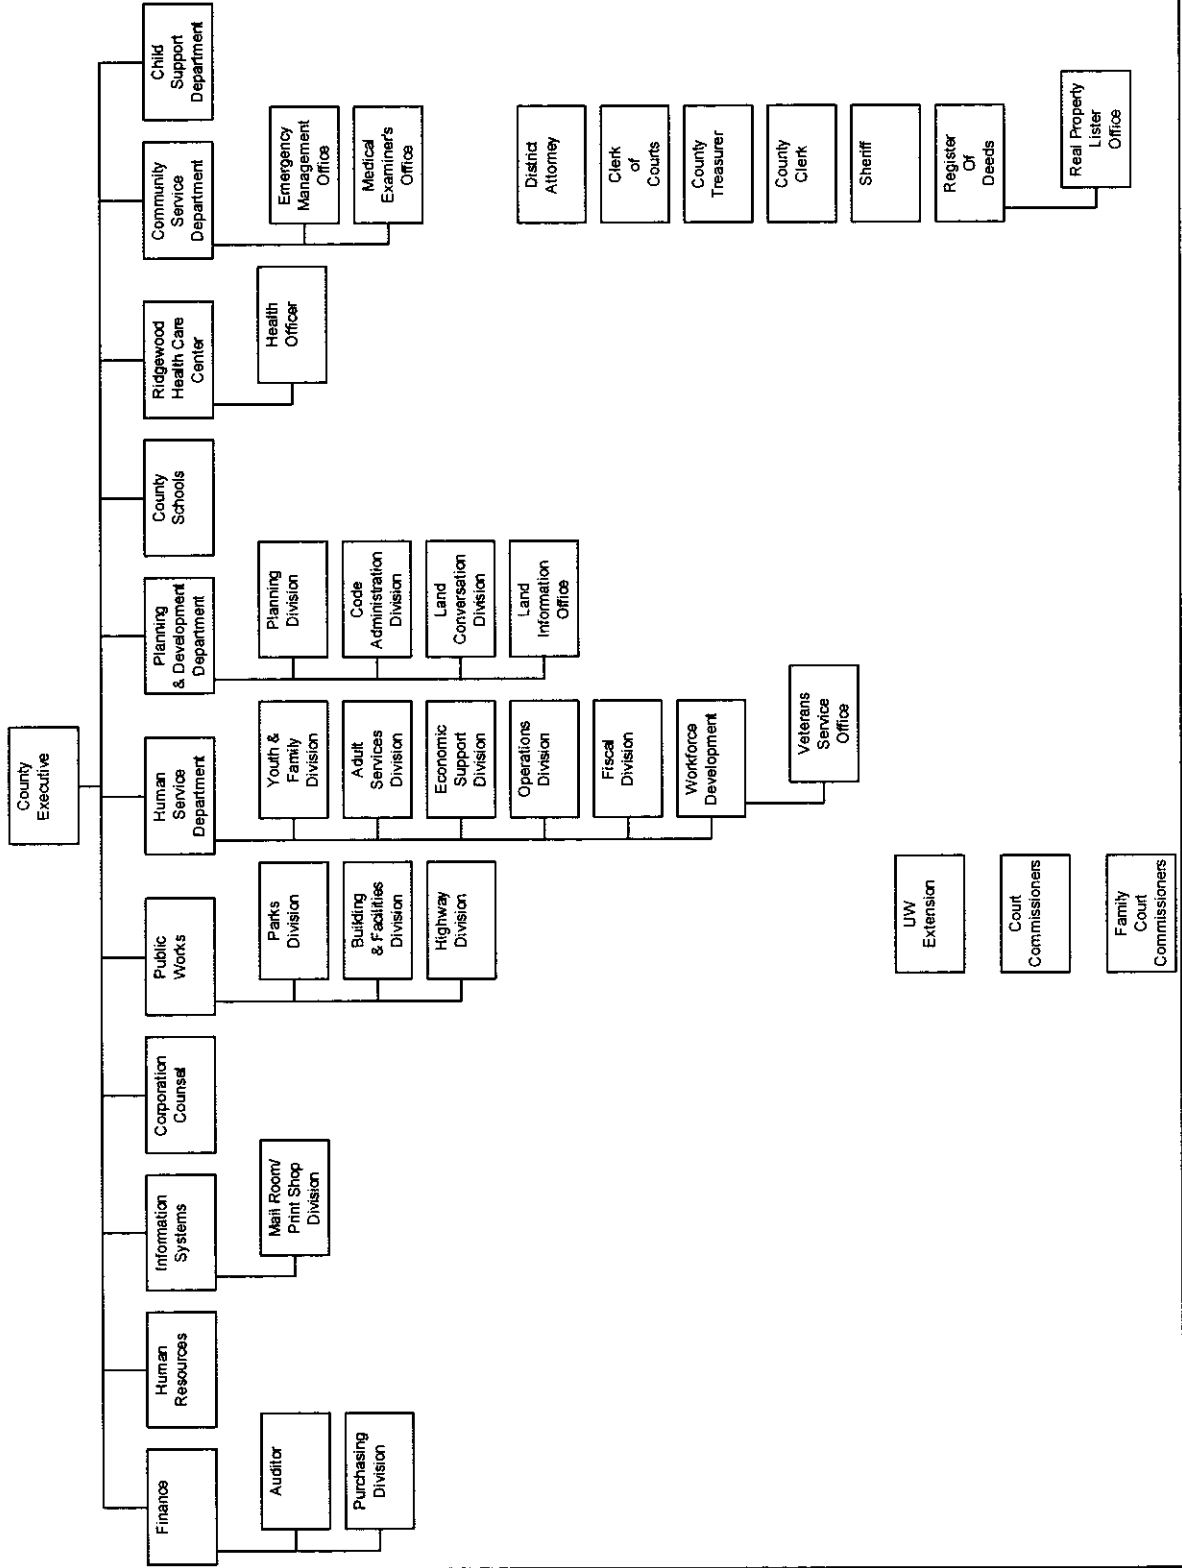 County
Executive
Finance
Human
Resources
Information
Systems
Corporation
Counsel
Public
Works
Human
Service
Department
Planning
& Development
Department
County
Schools
Ridgewood
Health Care
Center
Community
Service
Department
Child
Support
Department
Auditor
Purchasing
Division
Mail Room/
Print Shop
Division
Parks
Division
Building
& Facilities
Division
Highway
Division
Youth &
Family
Division
Adult
Services
Division
Economic
Support
Division
Operations
Division
Fiscal
Division
Workforce
Development
Veterans
Service
Office
Planning
Division
Code
Administration
Division
Land
Conversation
Division
Land
Information
Office
Health
Officer
Emergency
Management
Office
Medical
Examiner's
Office
District
Attorney
Clerk
of
Courts
County
Treasurer
County
Clerk
Sheriff
Register
Of
Deeds
Real Property
Lister
Office
UW
Extension
Court
Commissioners
Family
Court
Commissioners